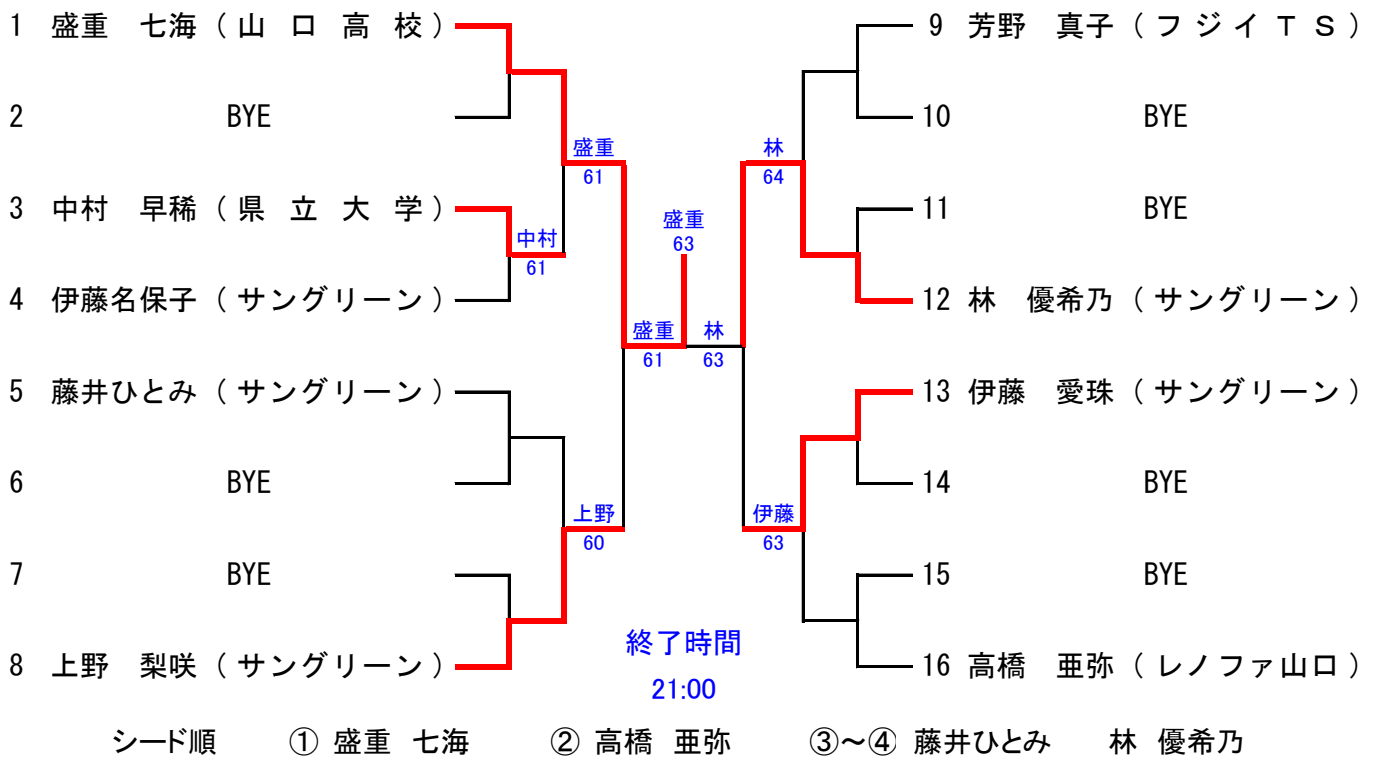 1 盛重 七海 ( 山 口 高 校 )
2 BYE
3 中村 早稀 ( 県 立 大 学 )
4 伊藤名保子 ( サングリーン )
5 藤井ひとみ ( サングリーン )
6 BYE
7 BYE
8 上野 梨咲 ( サングリーン )
中村
61
盛重
61
上野
60
盛重
61
盛重
63
林
63
林
64
伊藤
63
9 芳野 真子 ( フ ジ イ T S )
10 BYE
11 BYE
12 林 優希乃 ( サングリーン )
13 伊藤 愛珠 ( サングリーン )
14 BYE
15 BYE
16 高橋 亜弥 ( レノファ山口 )
終了時間
21:00
シード順 ① 盛重 七海 ② 高橋 亜弥 ③～④ 藤井ひとみ 林 優希乃